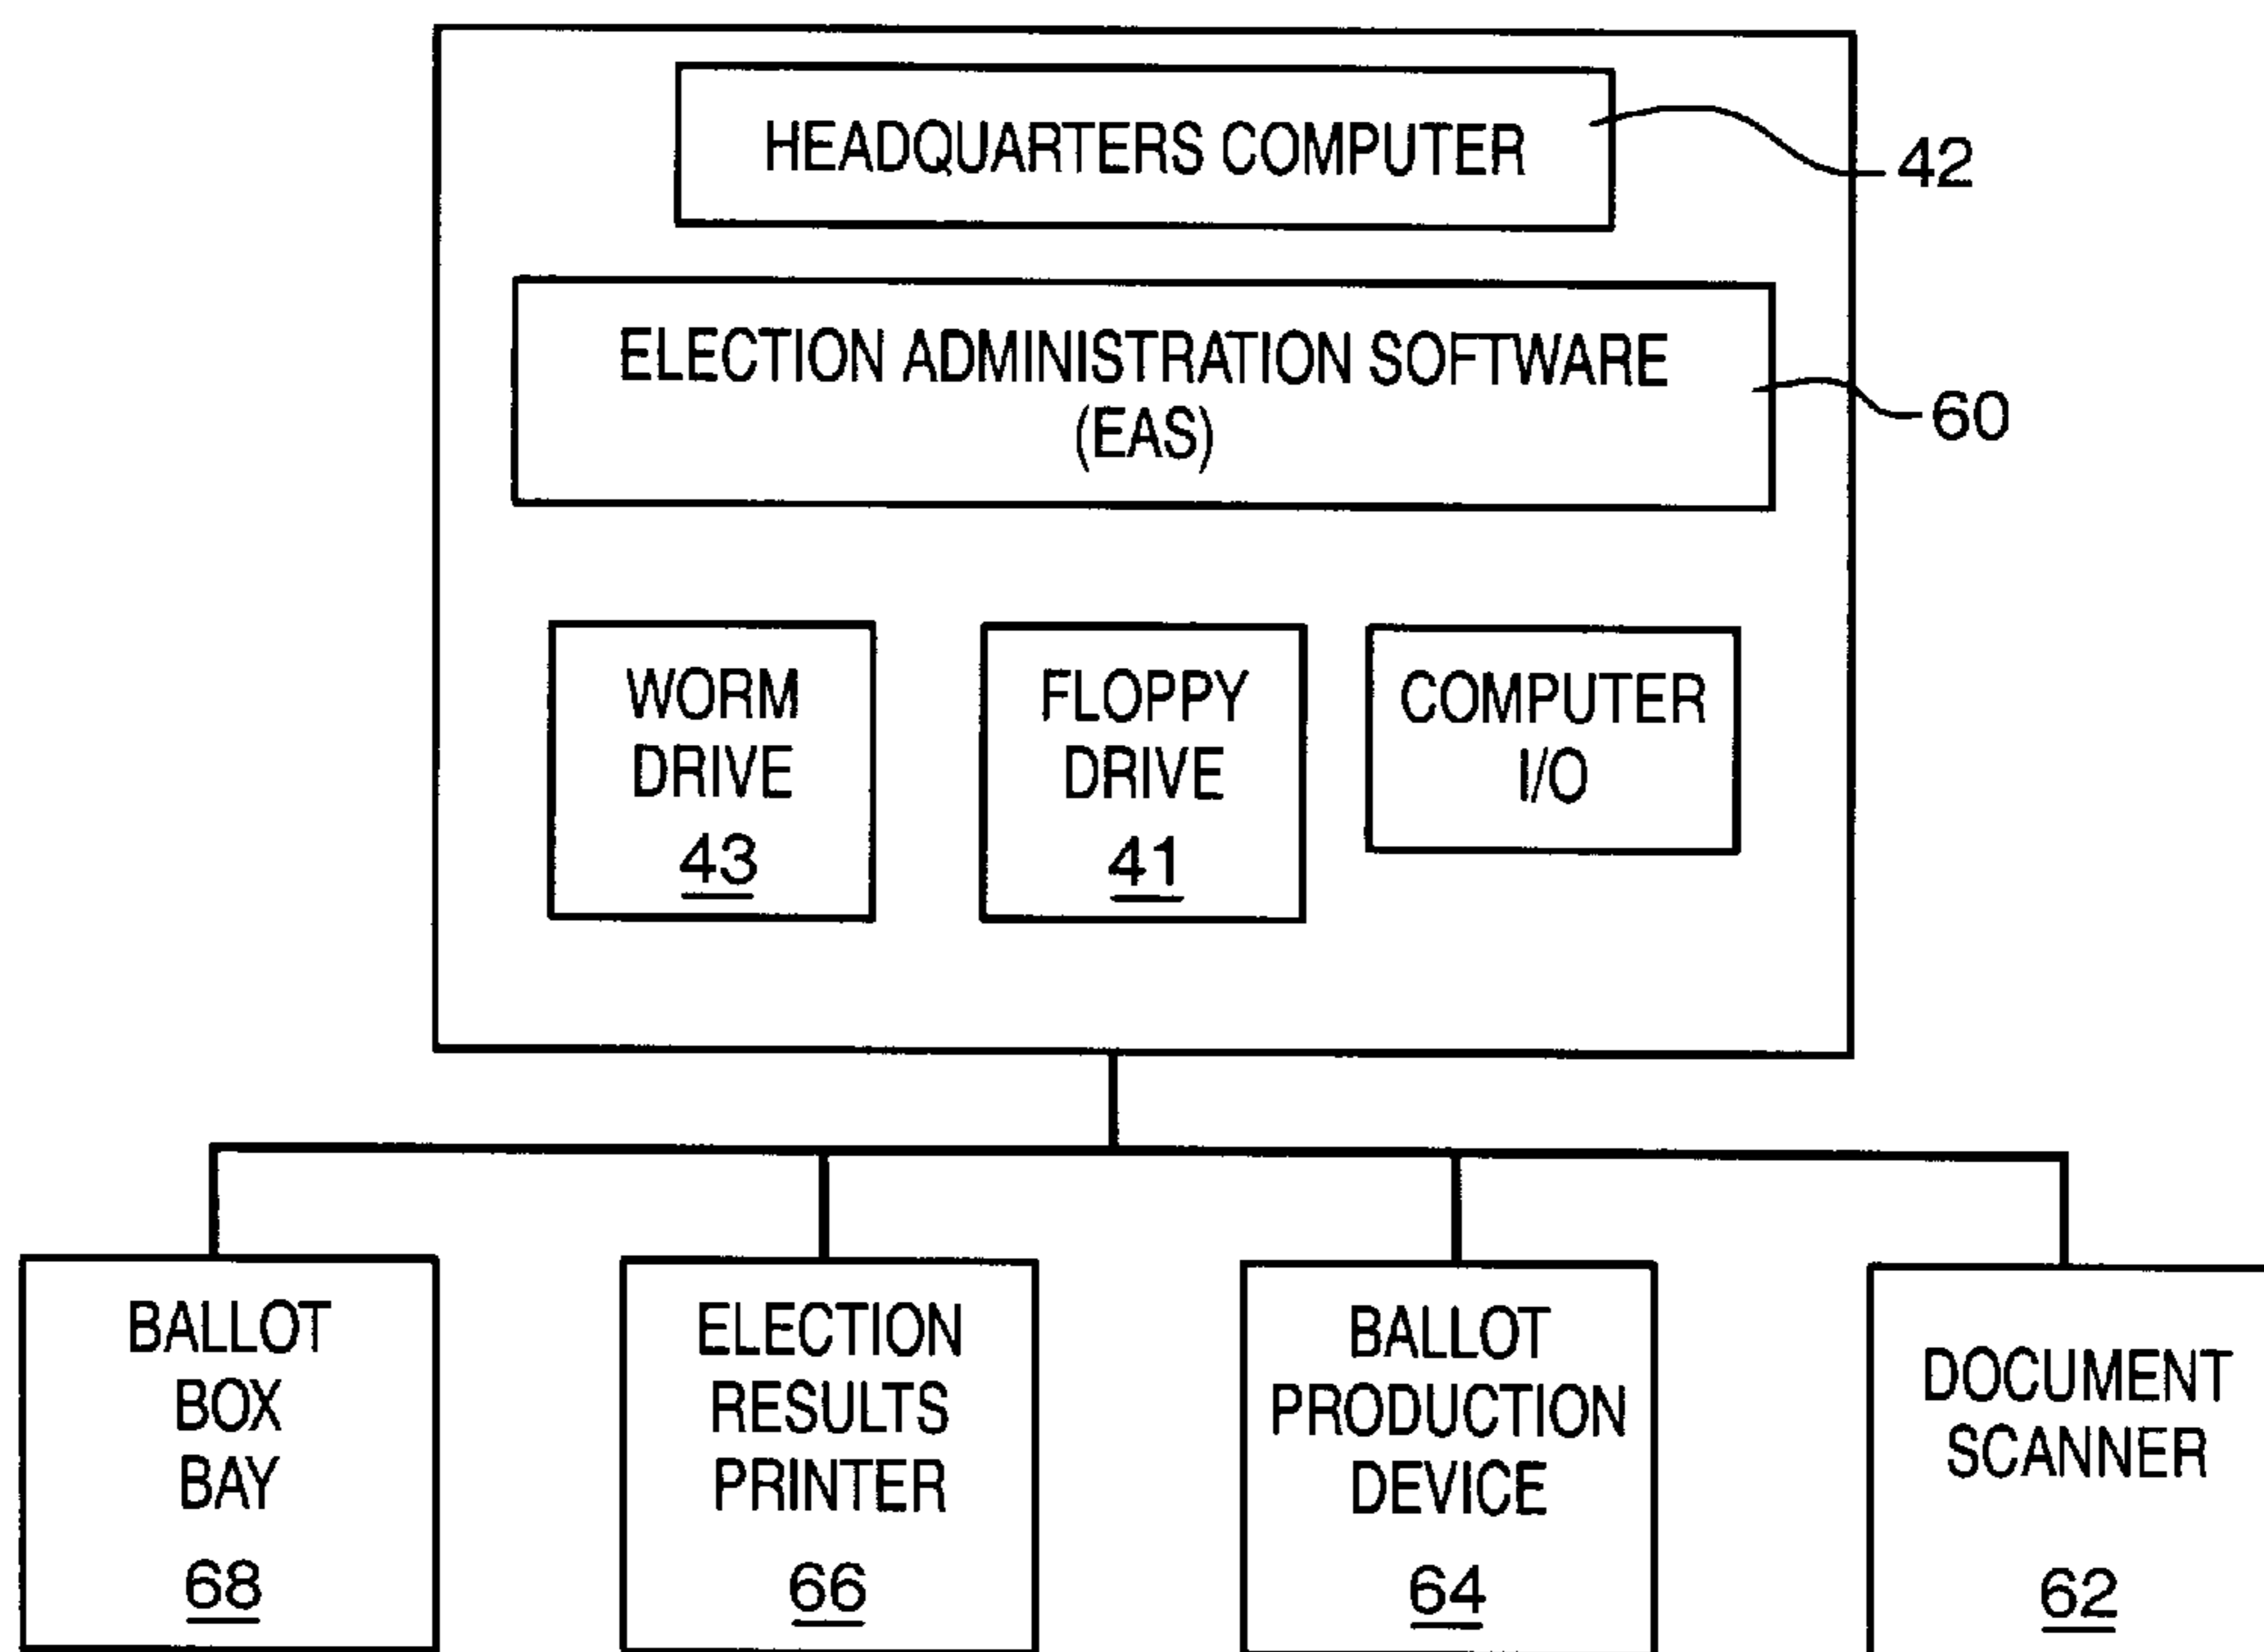 HEADQUARTERS COMPUTER
42
ELECTION ADMINISTRATION SOFTWARE
(EAS)
60
WORM
DRIVE
43
FLOPPY
DRIVE
41
COMPUTER
I/O
BALLOT
BOX
BAY
68
ELECTION
RESULTS
PRINTER
66
BALLOT
PRODUCTION
DEVICE
64
DOCUMENT
SCANNER
62